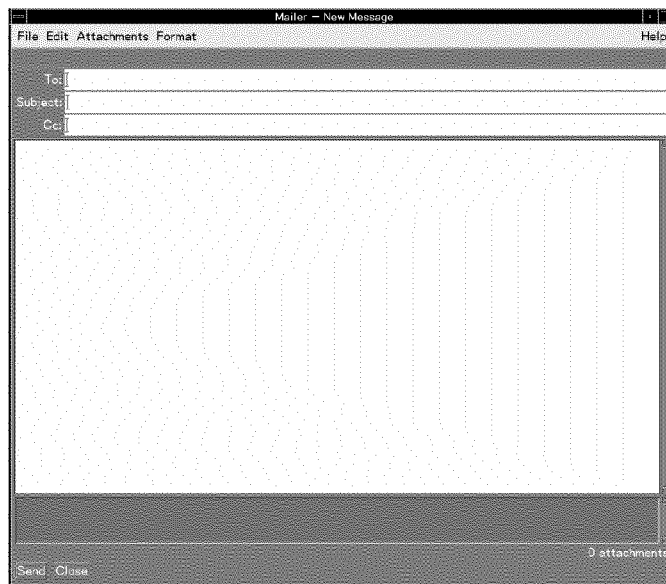 Mailer – New Message
File Edit Attachments Format Help
To:
Subject:
Cc:
0 attachments
Send Close